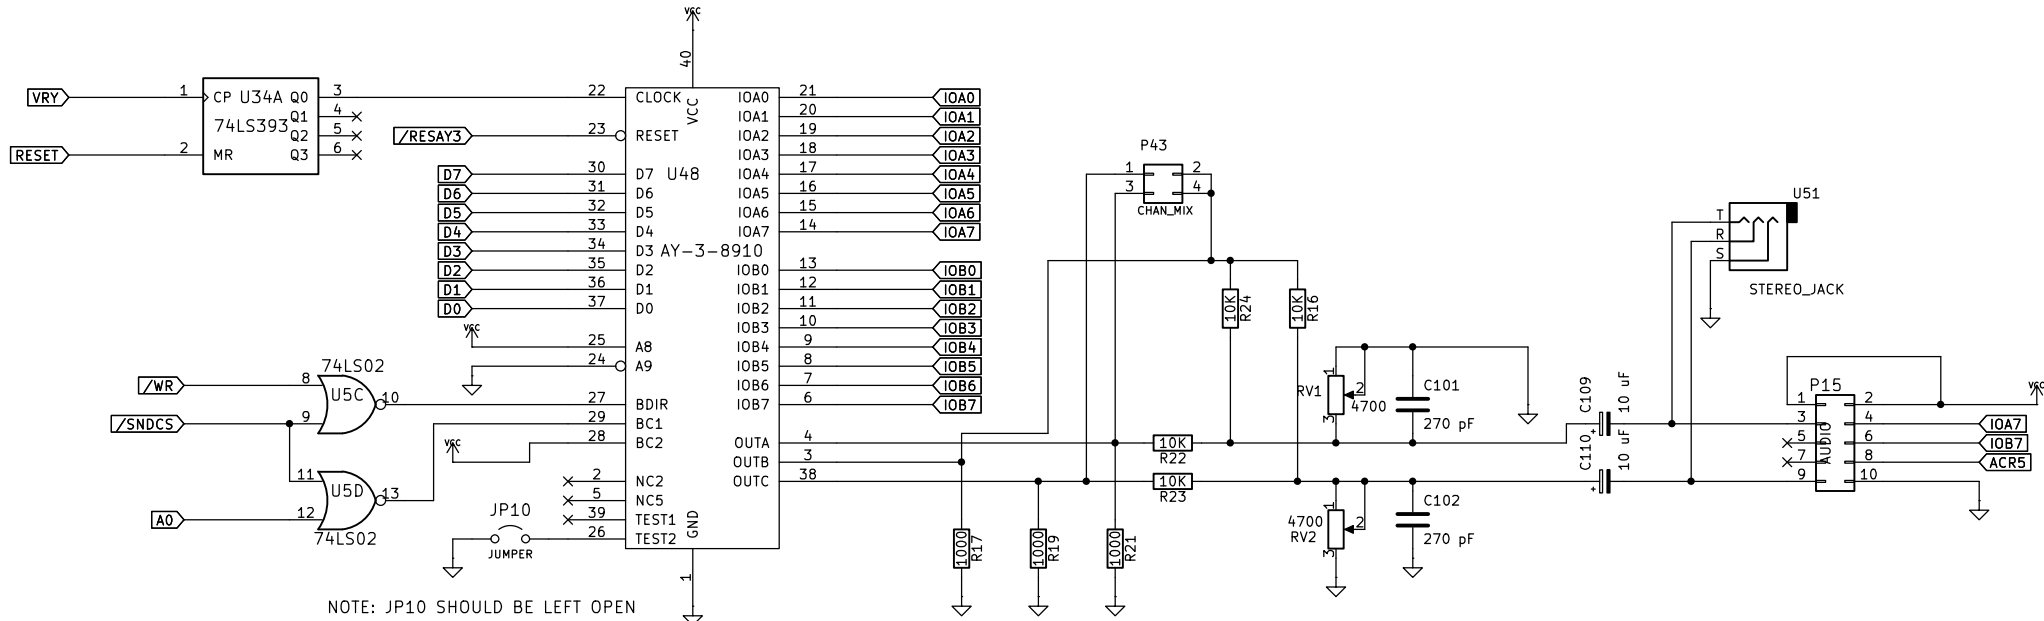 VCC
40
VRY
1
CP
U34A
Q0
3
74LS393
Q1
4
Q2
5
RESET
2
MR
Q3
6
22
CLOCK
VCC
/RESAY3
23
RESET
D7
30
D7
U48
D6
31
D6
D5
32
D5
D4
33
D4
D3
34
D3
AY-3-8910
D2
35
D2
D1
36
D1
D0
37
D0
VCC
25
A8
24
A9
74LS02
/WR
8
U5C
10
27
BDIR
/SNDCS
9
29
BC1
VCC
28
BC2
11
U5D
13
2
NC2
5
NC5
A0
12
39
TEST1
74LS02
JP10
JUMPER
26
TEST2
GND
1
NOTE: JP10 SHOULD BE LEFT OPEN
IOA0
21
IOA0
IOA1
20
IOA1
IOA2
19
IOA2
IOA3
18
IOA3
IOA4
17
IOA4
IOA5
16
IOA5
IOA6
15
IOA6
IOA7
14
IOA7
IOB0
13
IOB0
IOB1
12
IOB1
IOB2
11
IOB2
IOB3
10
IOB3
IOB4
9
IOB4
IOB5
8
IOB5
IOB6
7
IOB6
IOB7
6
IOB7
OUTA
4
OUTB
3
OUTC
38
P43
1
2
3
4
CHAN_MIX
10K
R24
10K
R16
10K
R22
10K
R23
1000
R17
1000
R19
1000
R21
RV1
1
2
3
4700
C101
270 pF
4700
RV2
1
2
3
C102
270 pF
C109
10 uF
+
C110
10 uF
+
U51
T
R
S
STEREO_JACK
P15
AUDIO
1
2
VCC
3
4
IOA7
5
6
IOB7
7
8
ACR5
9
10